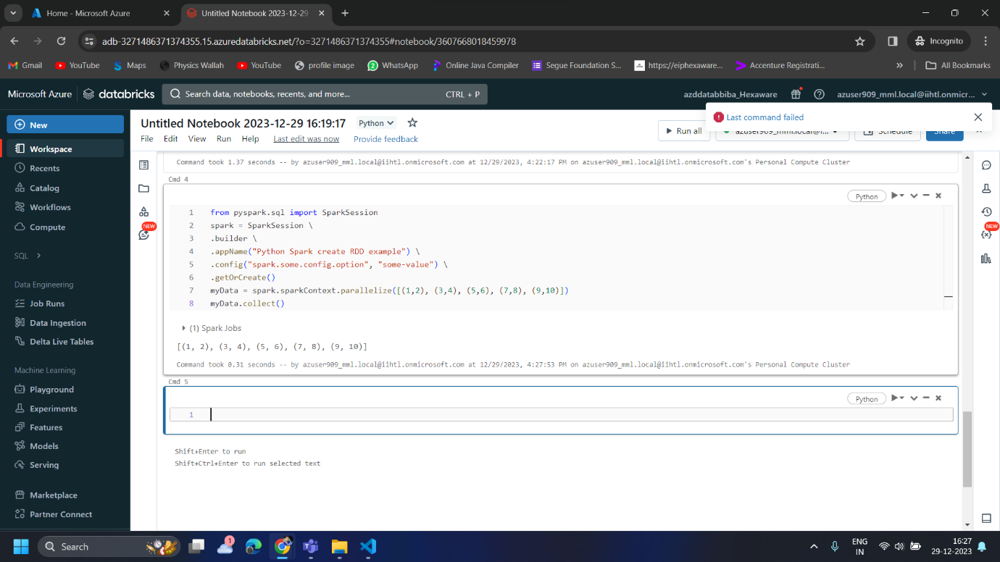 Home - Microsoft Azure
Untitled Notebook 2023-12-29
adb-3271486371374355.15.azuredatabricks.net/?o=3271486371374355#notebook/3607668018459978
Incognito
Gmail
YouTube
Maps
Physics Wallah
YouTube
profile image
WhatsApp
Online Java Compiler
Segue Foundation S...
https://eiphexaware...
Accenture Registrati...
All Bookmarks
Microsoft Azure
databricks
Search data, notebooks, recents, and more...
CTRL + P
azddatabbiba_Hexaware
azuser909_mml.local@iihtl.onmicr...
Last command failed
New
Workspace
Recents
Catalog
Workflows
Compute
SQL
Data Engineering
Job Runs
Data Ingestion
Delta Live Tables
Machine Learning
Playground
Experiments
Features
Models
Serving
Marketplace
Partner Connect
Untitled Notebook 2023-12-29 16:19:17
Python
File
Edit
View
Run
Help
Last edit was now
Provide feedback
Run all
azuser909_mml.local@i...
Schedule
Share
NEW
NEW
Command took 1.37 seconds -- by azuser909_mml.local@iihtl.onmicrosoft.com at 12/29/2023, 4:22:17 PM on azuser909_mml.local@iihtl.onmicrosoft.com's Personal Compute Cluster
Cmd 4
Python
1 from pyspark.sql import SparkSession
2 spark = SparkSession \
3 .builder \
4 .appName("Python Spark create RDD example") \
5 .config("spark.some.config.option", "some-value") \
6 .getOrCreate()
7 myData = spark.sparkContext.parallelize([(1,2), (3,4), (5,6), (7,8), (9,10)])
8 myData.collect()
(1) Spark Jobs
[(1, 2), (3, 4), (5, 6), (7, 8), (9, 10)]
Command took 0.31 seconds -- by azuser909_mml.local@iihtl.onmicrosoft.com at 12/29/2023, 4:27:53 PM on azuser909_mml.local@iihtl.onmicrosoft.com's Personal Compute Cluster
Cmd 5
Python
1
Shift+Enter to run
Shift+Ctrl+Enter to run selected text
Search
1
ENG
IN
16:27
29-12-2023